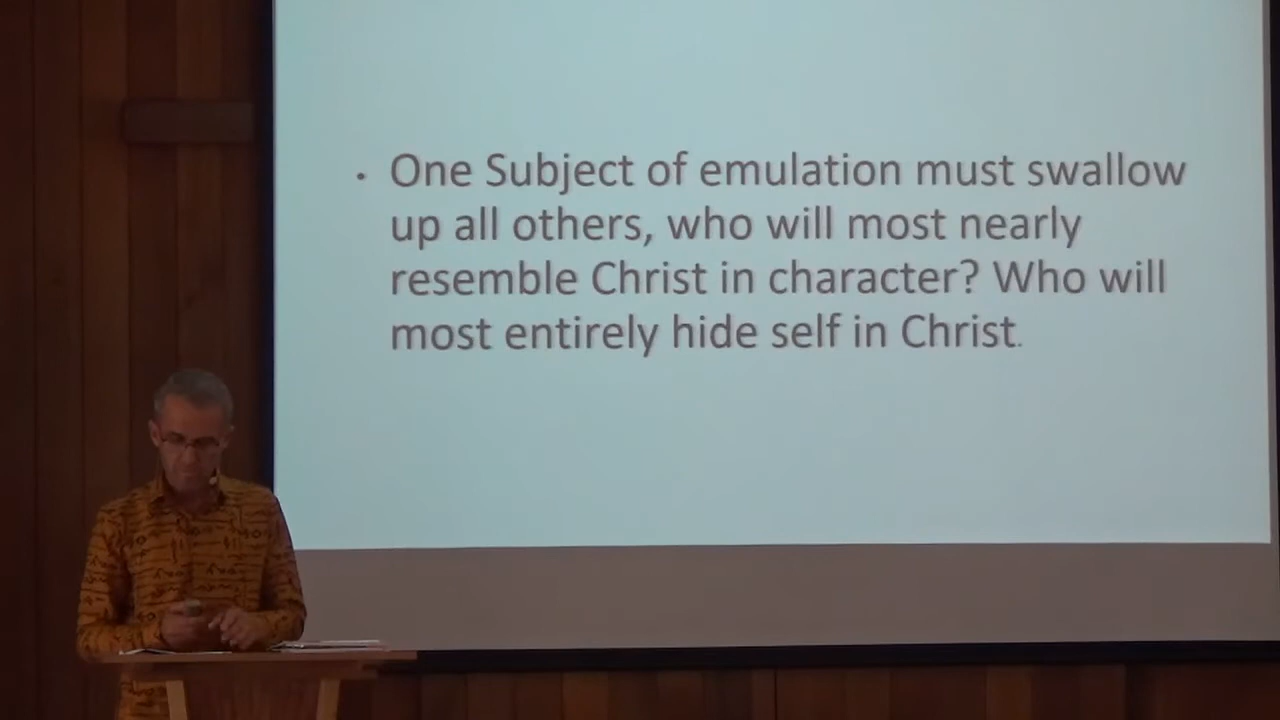 • One Subject of emulation must swallow
up all others, who will most nearly
resemble Christ in character? Who will
most entirely hide self in Christ.